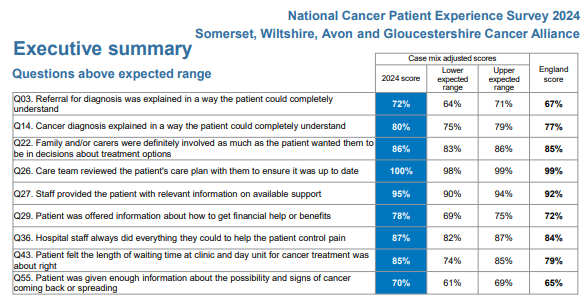 National Cancer Patient Experience Survey 2024
Somerset, Wiltshire, Avon and Gloucestershire Cancer Alliance
Executive summary
Questions above expected range
Case mix adjusted scores
2024 score
Lower expected range
Upper expected range
England score
Q03. Referral for diagnosis was explained in a way the patient could completely understand 72% 64% 71% 67%
Q14. Cancer diagnosis explained in a way the patient could completely understand 80% 75% 79% 77%
Q22. Family and/or carers were definitely involved as much as the patient wanted them to be in decisions about treatment options 86% 83% 86% 85%
Q26. Care team reviewed the patient's care plan with them to ensure it was up to date 100% 98% 99% 99%
Q27. Staff provided the patient with relevant information on available support 95% 90% 94% 92%
Q29. Patient was offered information about how to get financial help or benefits 78% 69% 75% 72%
Q36. Hospital staff always did everything they could to help the patient control pain 87% 82% 87% 84%
Q43. Patient felt the length of waiting time at clinic and day unit for cancer treatment was about right 85% 74% 85% 79%
Q55. Patient was given enough information about the possibility and signs of cancer coming back or spreading 70% 61% 69% 65%